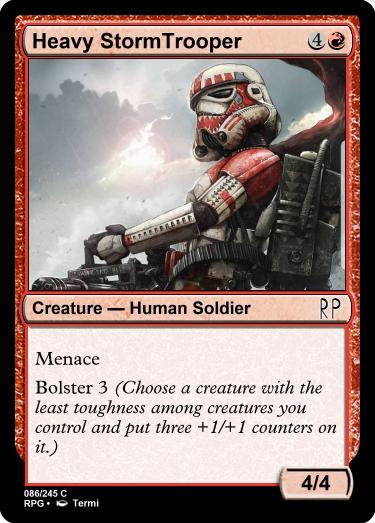 Heavy StormTrooper 4
Creature — Human Soldier RP
Menace
Bolster 3 (Choose a creature with the
least toughness among creatures you
control and put three +1/+1 counters on
it.)
4/4
086/245 C
RPG • Termi